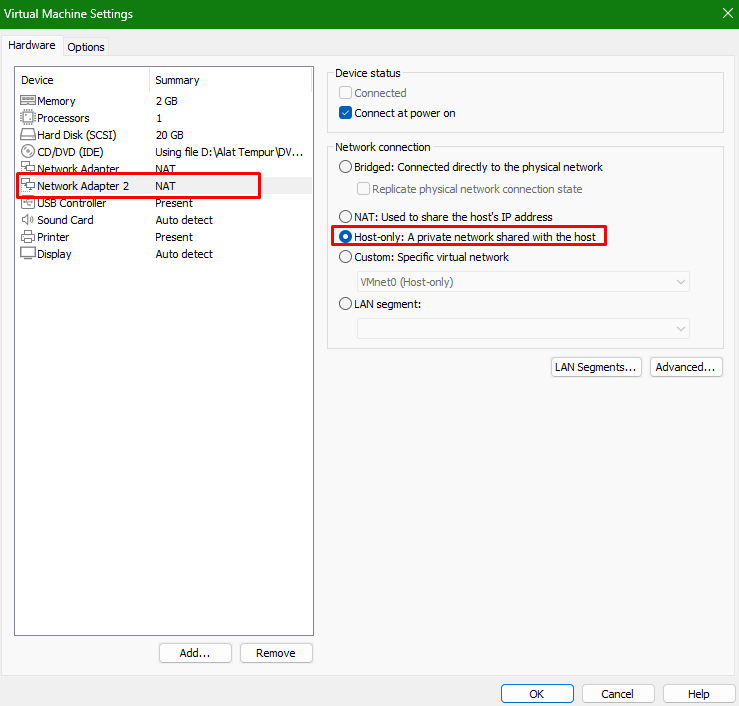 Virtual Machine Settings
Hardware Options
Device Summary
Memory 2 GB
Processors 1
Hard Disk (SCSI) 20 GB
CD/DVD (IDE) Using file D:\Alat Tempur\DV...
Network Adapter NAT
Network Adapter 2 NAT
USB Controller Present
Sound Card Auto detect
Printer Present
Display Auto detect
Add... Remove
Device status
Connected
Connect at power on
Network connection
Bridged: Connected directly to the physical network
Replicate physical network connection state
NAT: Used to share the host's IP address
Host-only: A private network shared with the host
Custom: Specific virtual network
VMnet0 (Host-only)
LAN segment:
LAN Segments... Advanced...
OK Cancel Help